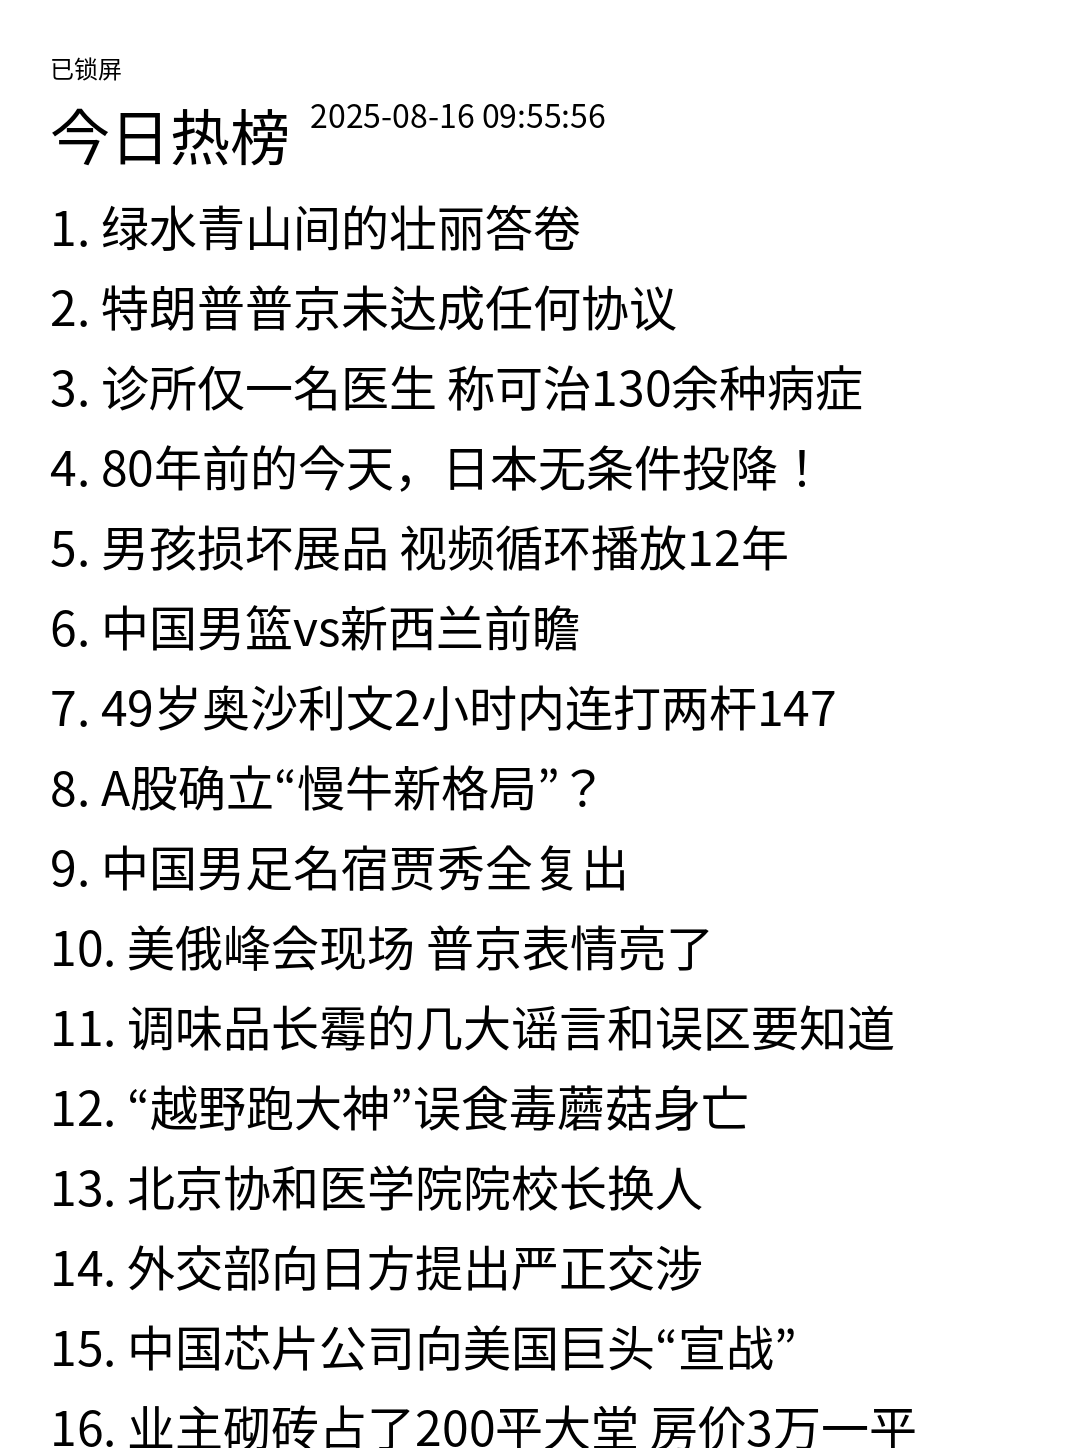 已锁屏
今日热榜 2025-08-16 09:55:56
1. 绿水青山间的壮丽答卷
2. 特朗普普京未达成任何协议
3. 诊所仅一名医生 称可治130余种病症
4. 80年前的今天，日本无条件投降！
5. 男孩损坏展品 视频循环播放12年
6. 中国男篮vs新西兰前瞻
7. 49岁奥沙利文2小时内连打两杆147
8. A股确立“慢牛新格局”？
9. 中国男足名宿贾秀全复出
10. 美俄峰会现场 普京表情亮了
11. 调味品长霉的几大谣言和误区要知道
12. “越野跑大神”误食毒蘑菇身亡
13. 北京协和医学院院校长换人
14. 外交部向日方提出严正交涉
15. 中国芯片公司向美国巨头“宣战”
16. 业主砌砖占了200平大堂 房价3万一平